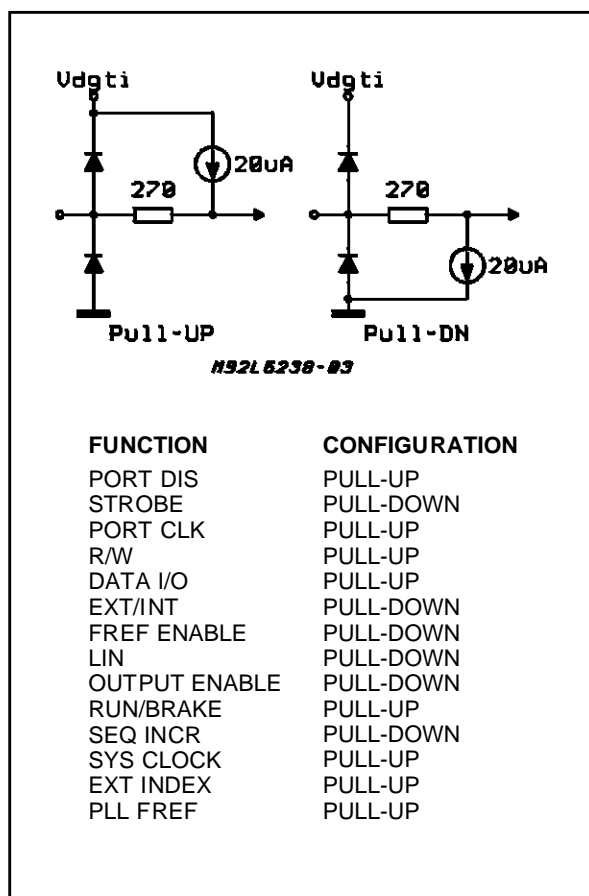 Vdgti Vdgti
20uA
270 270
20uA
Pull-UP Pull-DN
M92L6238-03
FUNCTION CONFIGURATION
PORT DIS PULL-UP
STROBE PULL-DOWN
PORT CLK PULL-UP
R/W PULL-UP
DATA I/O PULL-UP
EXT/INT PULL-DOWN
FREF ENABLE PULL-DOWN
LIN PULL-DOWN
OUTPUT ENABLE PULL-DOWN
RUN/BRAKE PULL-UP
SEQ INCR PULL-DOWN
SYS CLOCK PULL-UP
EXT INDEX PULL-UP
PLL FREF PULL-UP